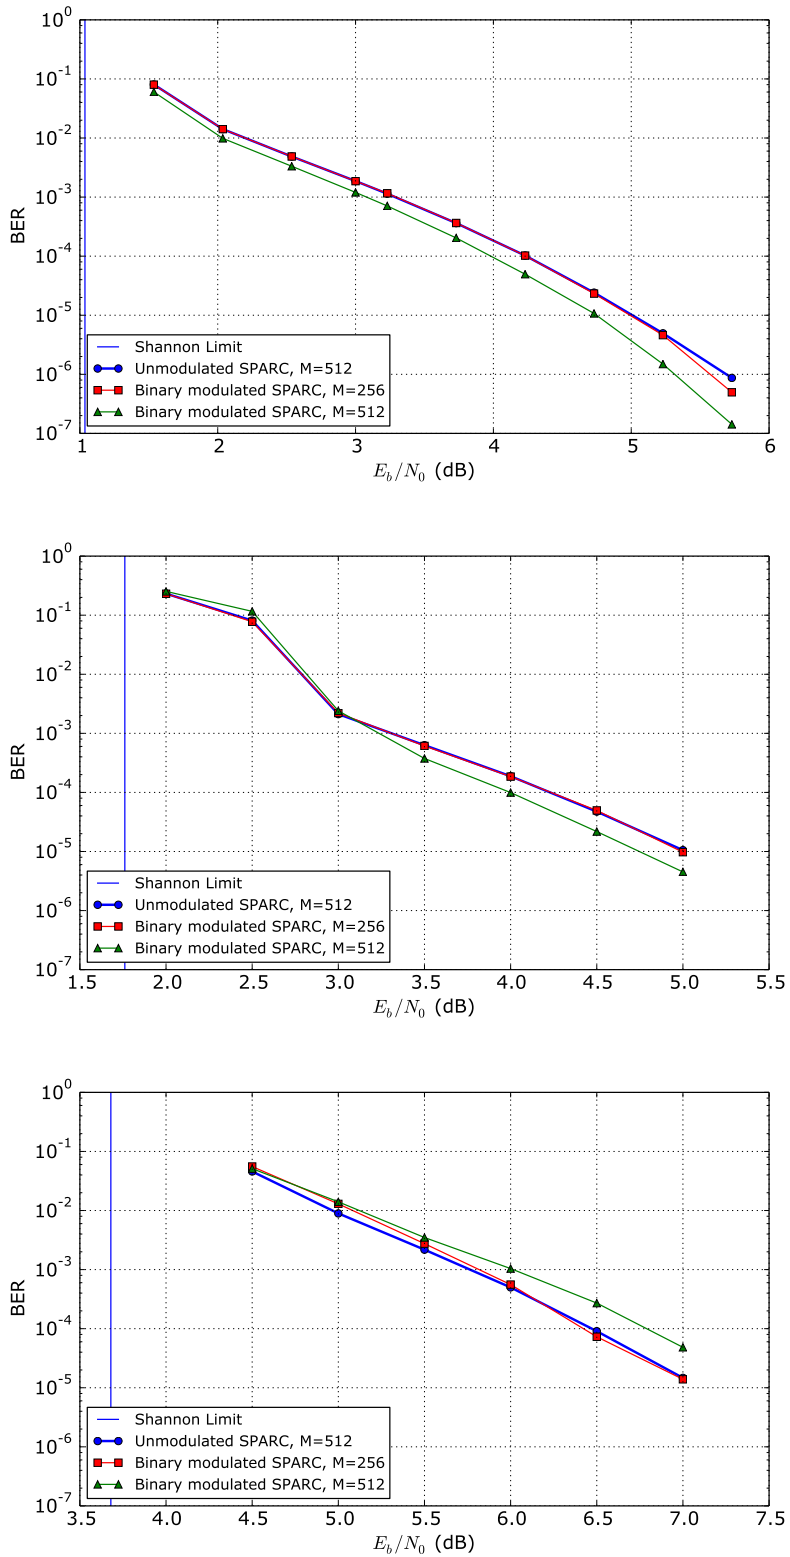 10^0
10^-1
10^-2
10^-3
10^-4
10^-5
10^-6
10^-7
BER
Shannon Limit
Unmodulated SPARC, M=512
Binary modulated SPARC, M=256
Binary modulated SPARC, M=512
1 2 3 4 5 6
E_b/N_0 (dB)
10^0
10^-1
10^-2
10^-3
10^-4
10^-5
10^-6
10^-7
BER
Shannon Limit
Unmodulated SPARC, M=512
Binary modulated SPARC, M=256
Binary modulated SPARC, M=512
1.5 2.0 2.5 3.0 3.5 4.0 4.5 5.0 5.5
E_b/N_0 (dB)
10^0
10^-1
10^-2
10^-3
10^-4
10^-5
10^-6
10^-7
BER
Shannon Limit
Unmodulated SPARC, M=512
Binary modulated SPARC, M=256
Binary modulated SPARC, M=512
3.5 4.0 4.5 5.0 5.5 6.0 6.5 7.0 7.5
E_b/N_0 (dB)